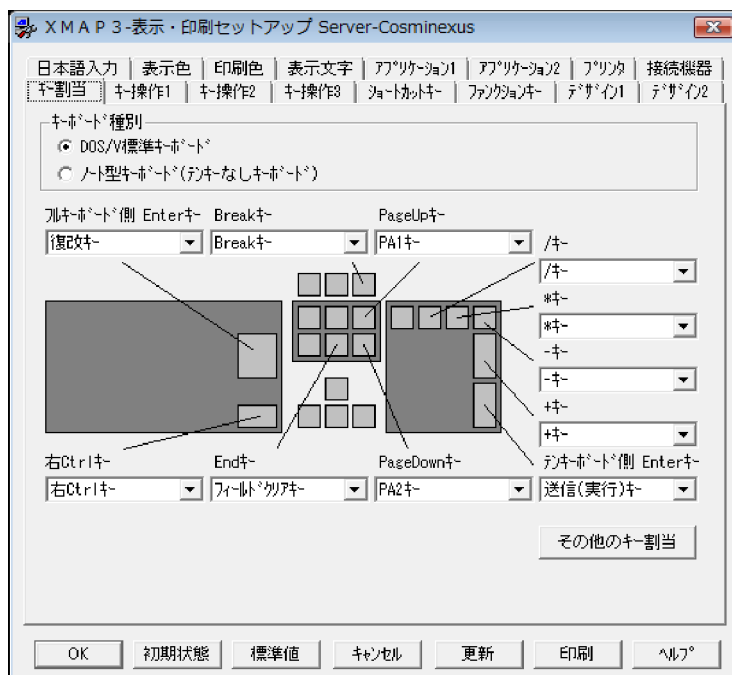 XMAP3-表示・印刷セットアップ Server-Cosminexus
日本語入力 表示色 印刷色 表示文字 ｱﾌﾟﾘｹｰｼｮﾝ1 ｱﾌﾟﾘｹｰｼｮﾝ2 ﾌﾟﾘﾝﾀ 接続機器
ｷｰ割当 ｷｰ操作1 ｷｰ操作2 ｷｰ操作3 ｼｮｰﾄｶｯﾄｷｰ ﾌｧﾝｸｼｮﾝｷｰ ﾃﾞｻﾞｲﾝ1 ﾃﾞｻﾞｲﾝ2
ｷｰﾎﾞｰﾄﾞ種別
DOS/V標準ｷｰﾎﾞｰﾄﾞ
ﾉｰﾄ型ｷｰﾎﾞｰﾄﾞ(ﾃﾝｷｰなしｷｰﾎﾞｰﾄﾞ)
ﾌﾙｷｰﾎﾞｰﾄﾞ側 Enterｷｰ Breakｷｰ PageUpｷｰ
復改ｷｰ Breakｷｰ PA1ｷｰ
/ｷｰ
/ｷｰ
*ｷｰ
*ｷｰ
-ｷｰ
-ｷｰ
+ｷｰ
+ｷｰ
右Ctrlｷｰ Endｷｰ PageDownｷｰ ﾃﾝｷｰﾎﾞｰﾄﾞ側 Enterｷｰ
右Ctrlｷｰ ﾌｨｰﾙﾄﾞｸﾘｱｷｰ PA2ｷｰ 送信(実行)ｷｰ
その他のｷｰ割当
OK 初期状態 標準値 ｷｬﾝｾﾙ 更新 印刷 ﾍﾙﾌﾟ